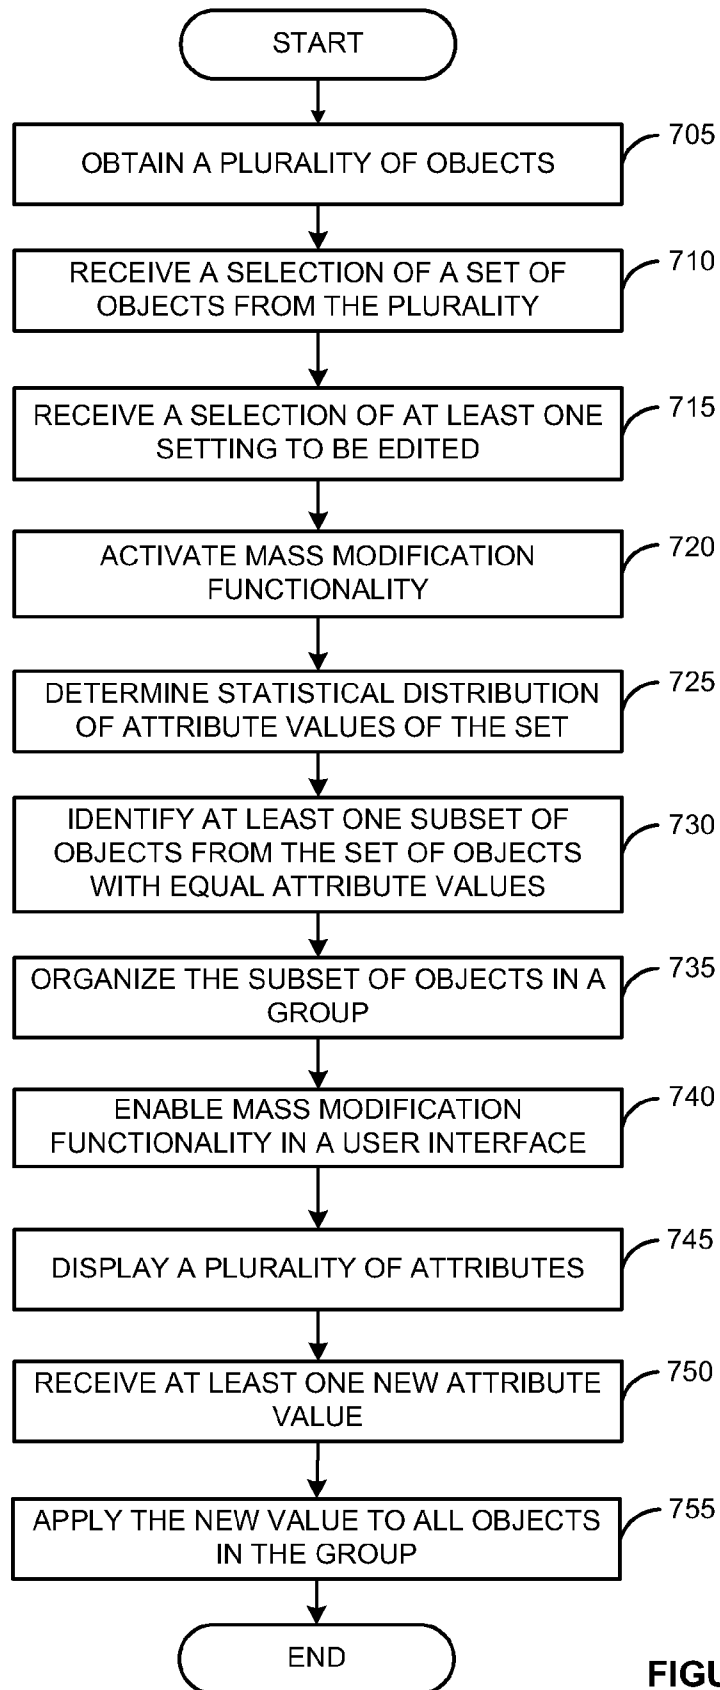 START
OBTAIN A PLURALITY OF OBJECTS
705
RECEIVE A SELECTION OF A SET OF
OBJECTS FROM THE PLURALITY
710
RECEIVE A SELECTION OF AT LEAST ONE
SETTING TO BE EDITED
715
ACTIVATE MASS MODIFICATION
FUNCTIONALITY
720
DETERMINE STATISTICAL DISTRIBUTION
OF ATTRIBUTE VALUES OF THE SET
725
IDENTIFY AT LEAST ONE SUBSET OF
OBJECTS FROM THE SET OF OBJECTS
WITH EQUAL ATTRIBUTE VALUES
730
ORGANIZE THE SUBSET OF OBJECTS IN A
GROUP
735
ENABLE MASS MODIFICATION
FUNCTIONALITY IN A USER INTERFACE
740
DISPLAY A PLURALITY OF ATTRIBUTES
745
RECEIVE AT LEAST ONE NEW ATTRIBUTE
VALUE
750
APPLY THE NEW VALUE TO ALL OBJECTS
IN THE GROUP
755
END
FIGU